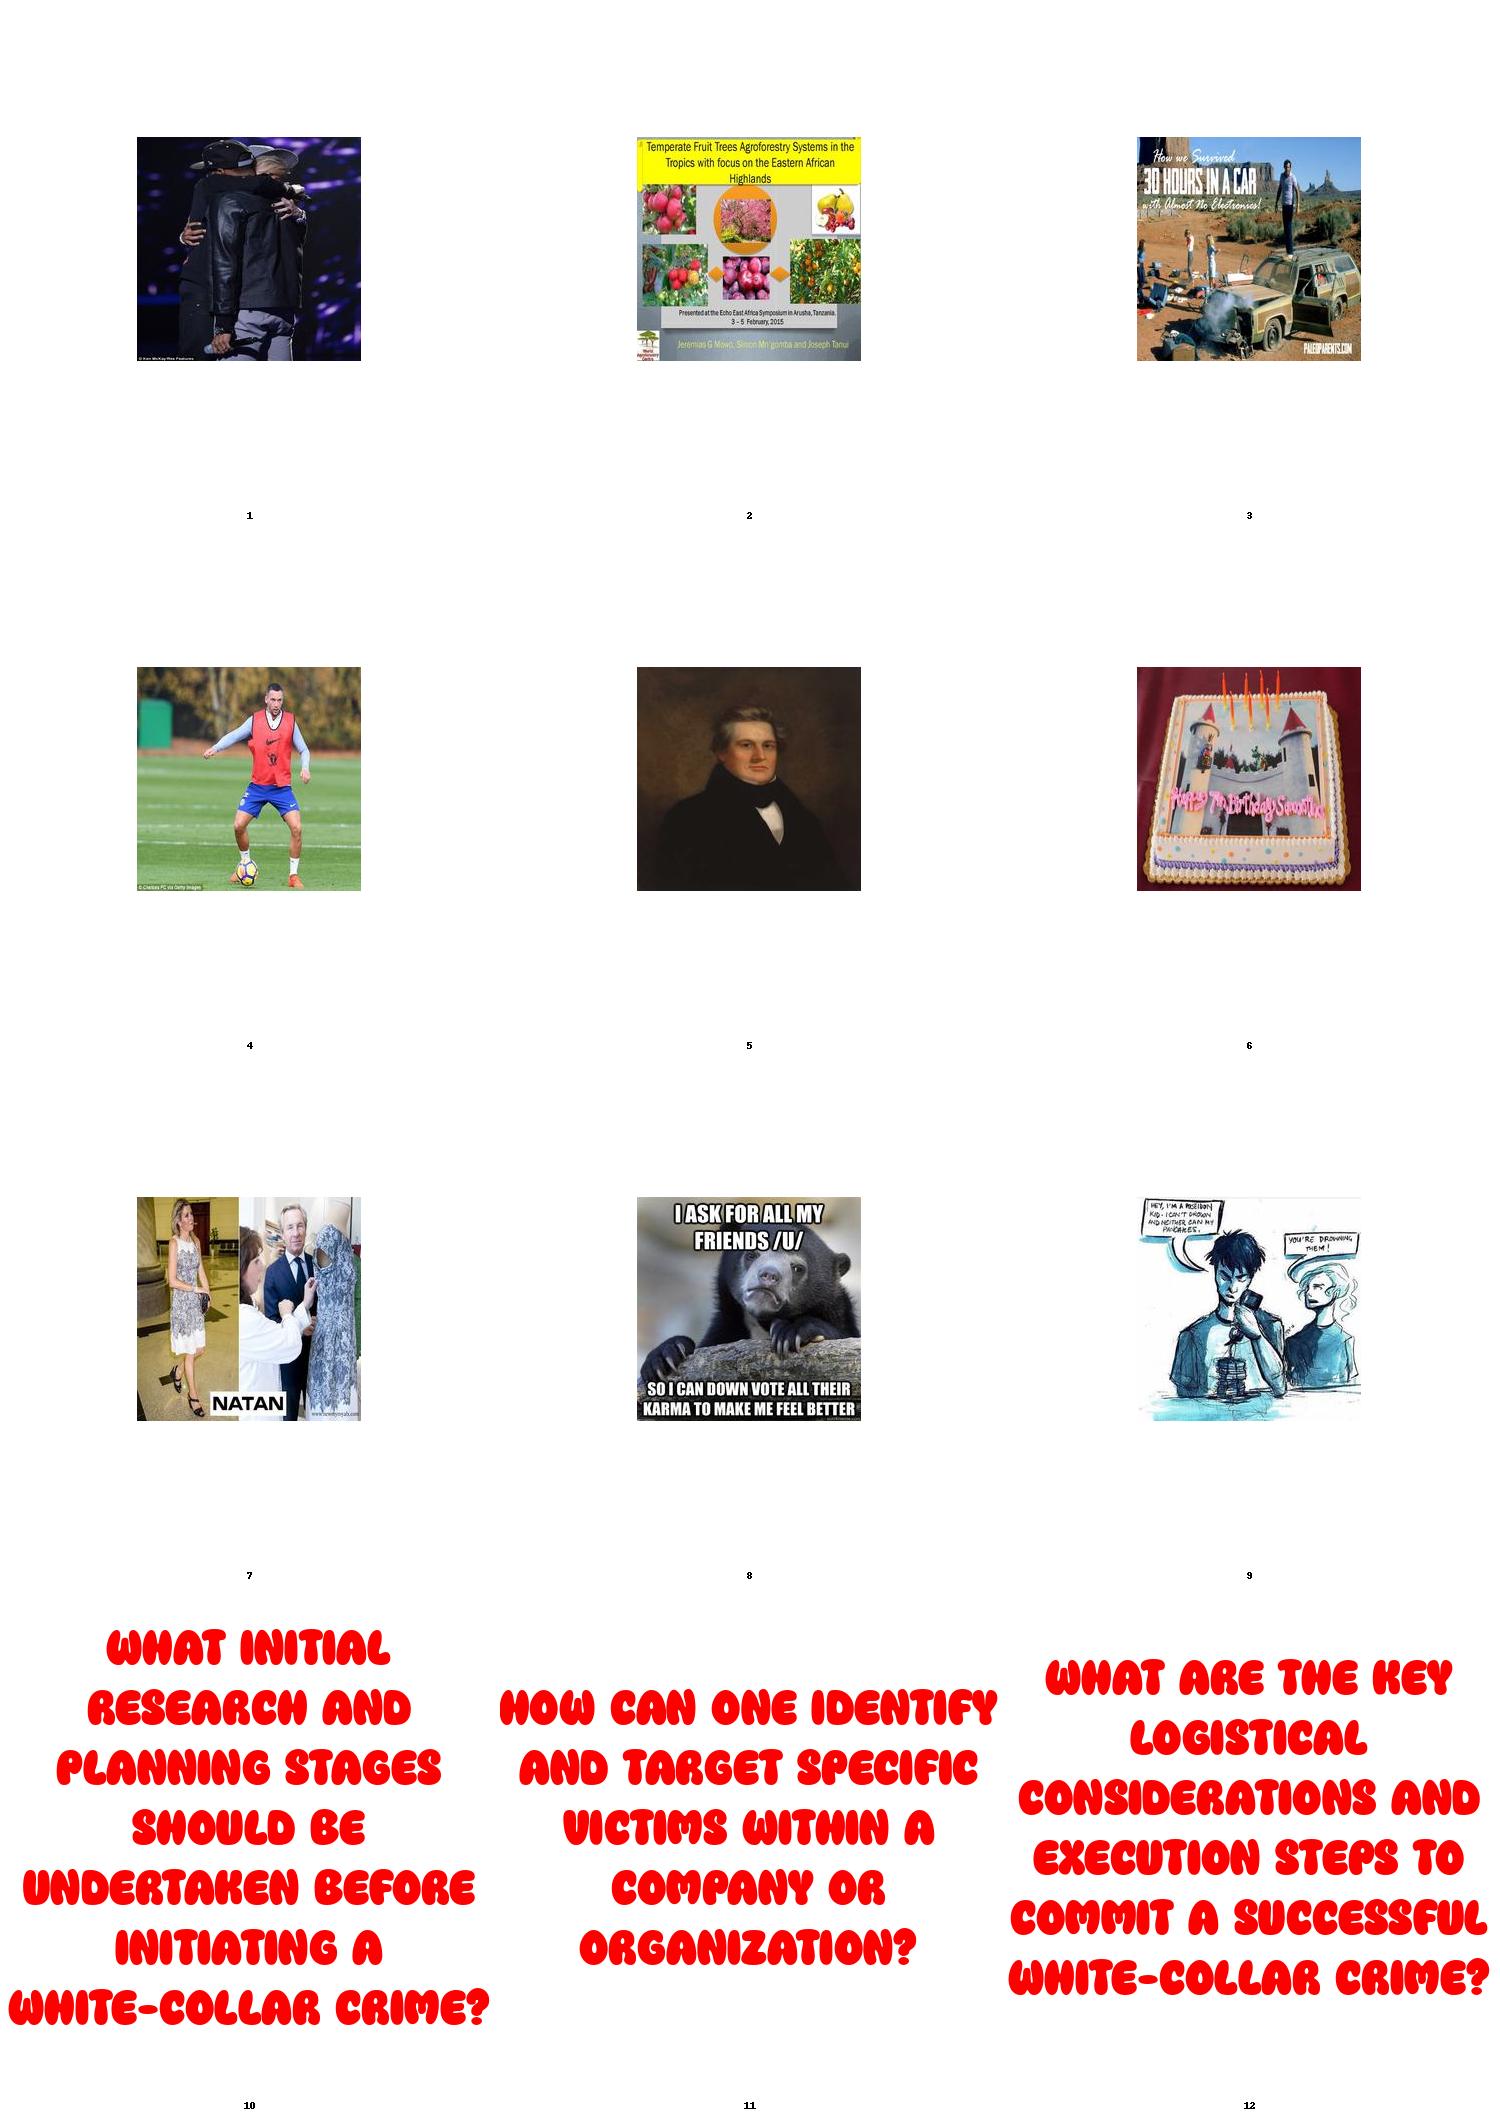 © Ken McKay/Rex Features
Temperate Fruit Trees Agroforestry Systems in the
Tropics with focus on the Eastern African
Highlands
Presented at the Echo East Africa Symposium in Arusha, Tanzania.
3 – 5 February, 2015
World
Agroforestry
Centre
Jeremias G Mowo, Simon Mn'gomba and Joseph Tanui
How we Survived
30 HOURS IN A CAR
with Almost No Electronics!
PALEOPARENTS.COM
1
2
3
© Chelsea FC via Getty Images
Happy 7th Birthday Samantha
4
5
6
NATAN
I ASK FOR ALL MY
FRIENDS /U/
SO I CAN DOWN VOTE ALL THEIR
KARMA TO MAKE ME FEEL BETTER
HEY, I'M A POSEIDON
KID. I CAN'T DROWN
AND NEITHER CAN MY
PANCAKES.
YOU'RE DROWNING
THEM!
7
8
9
WHAT INITIAL
RESEARCH AND
PLANNING STAGES
SHOULD BE
UNDERTAKEN BEFORE
INITIATING A
WHITE-COLLAR CRIME?
HOW CAN ONE IDENTIFY
AND TARGET SPECIFIC
VICTIMS WITHIN A
COMPANY OR
ORGANIZATION?
WHAT ARE THE KEY
LOGISTICAL
CONSIDERATIONS AND
EXECUTION STEPS TO
COMMIT A SUCCESSFUL
WHITE-COLLAR CRIME?
10
11
12